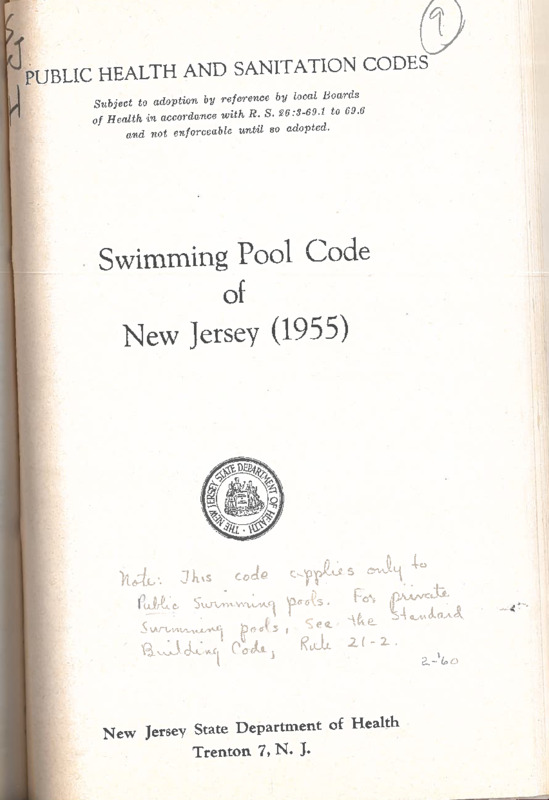 9
PUBLIC HEALTH AND SANITATION CODES
Subject to adoption by reference by local Boards
of Health in accordance with R. S. 26:3-69.1 to 69.6
and not enforceable until so adopted.
Swimming Pool Code
of
New Jersey (1955)
THE NEW JERSEY STATE DEPARTMENT OF HEALTH
Note: This code applies only to
Public Swimming pools. For private
Swimming pools, see the Standard
Building Code, Rule 21-2.
2-'60
New Jersey State Department of Health
Trenton 7, N. J.